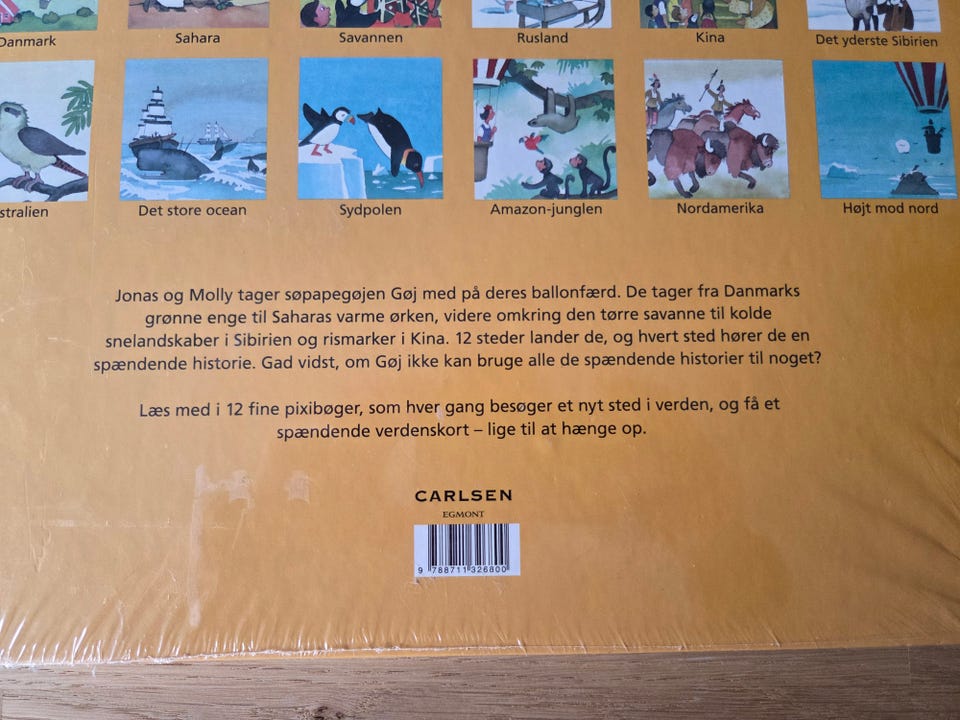 Danmark
Sahara
Savannen
Rusland
Kina
Det yderste Sibirien
stralien
Det store ocean
Sydpolen
Amazon-junglen
Nordamerika
Højt mod nord
Jonas og Molly tager søpapegøjen Gøj med på deres ballonfærd. De tager fra Danmarks
grønne enge til Saharas varme ørken, videre omkring den tørre savanne til kolde
snelandskaber i Sibirien og rismarker i Kina. 12 steder lander de, og hvert sted hører de en
spændende historie. Gad vidst, om Gøj ikke kan bruge alle de spændende historier til noget?
Læs med i 12 fine pixibøger, som hver gang besøger et nyt sted i verden, og få et
spændende verdenskort – lige til at hænge op.
CARLSEN
EGMONT
9 788711 326800